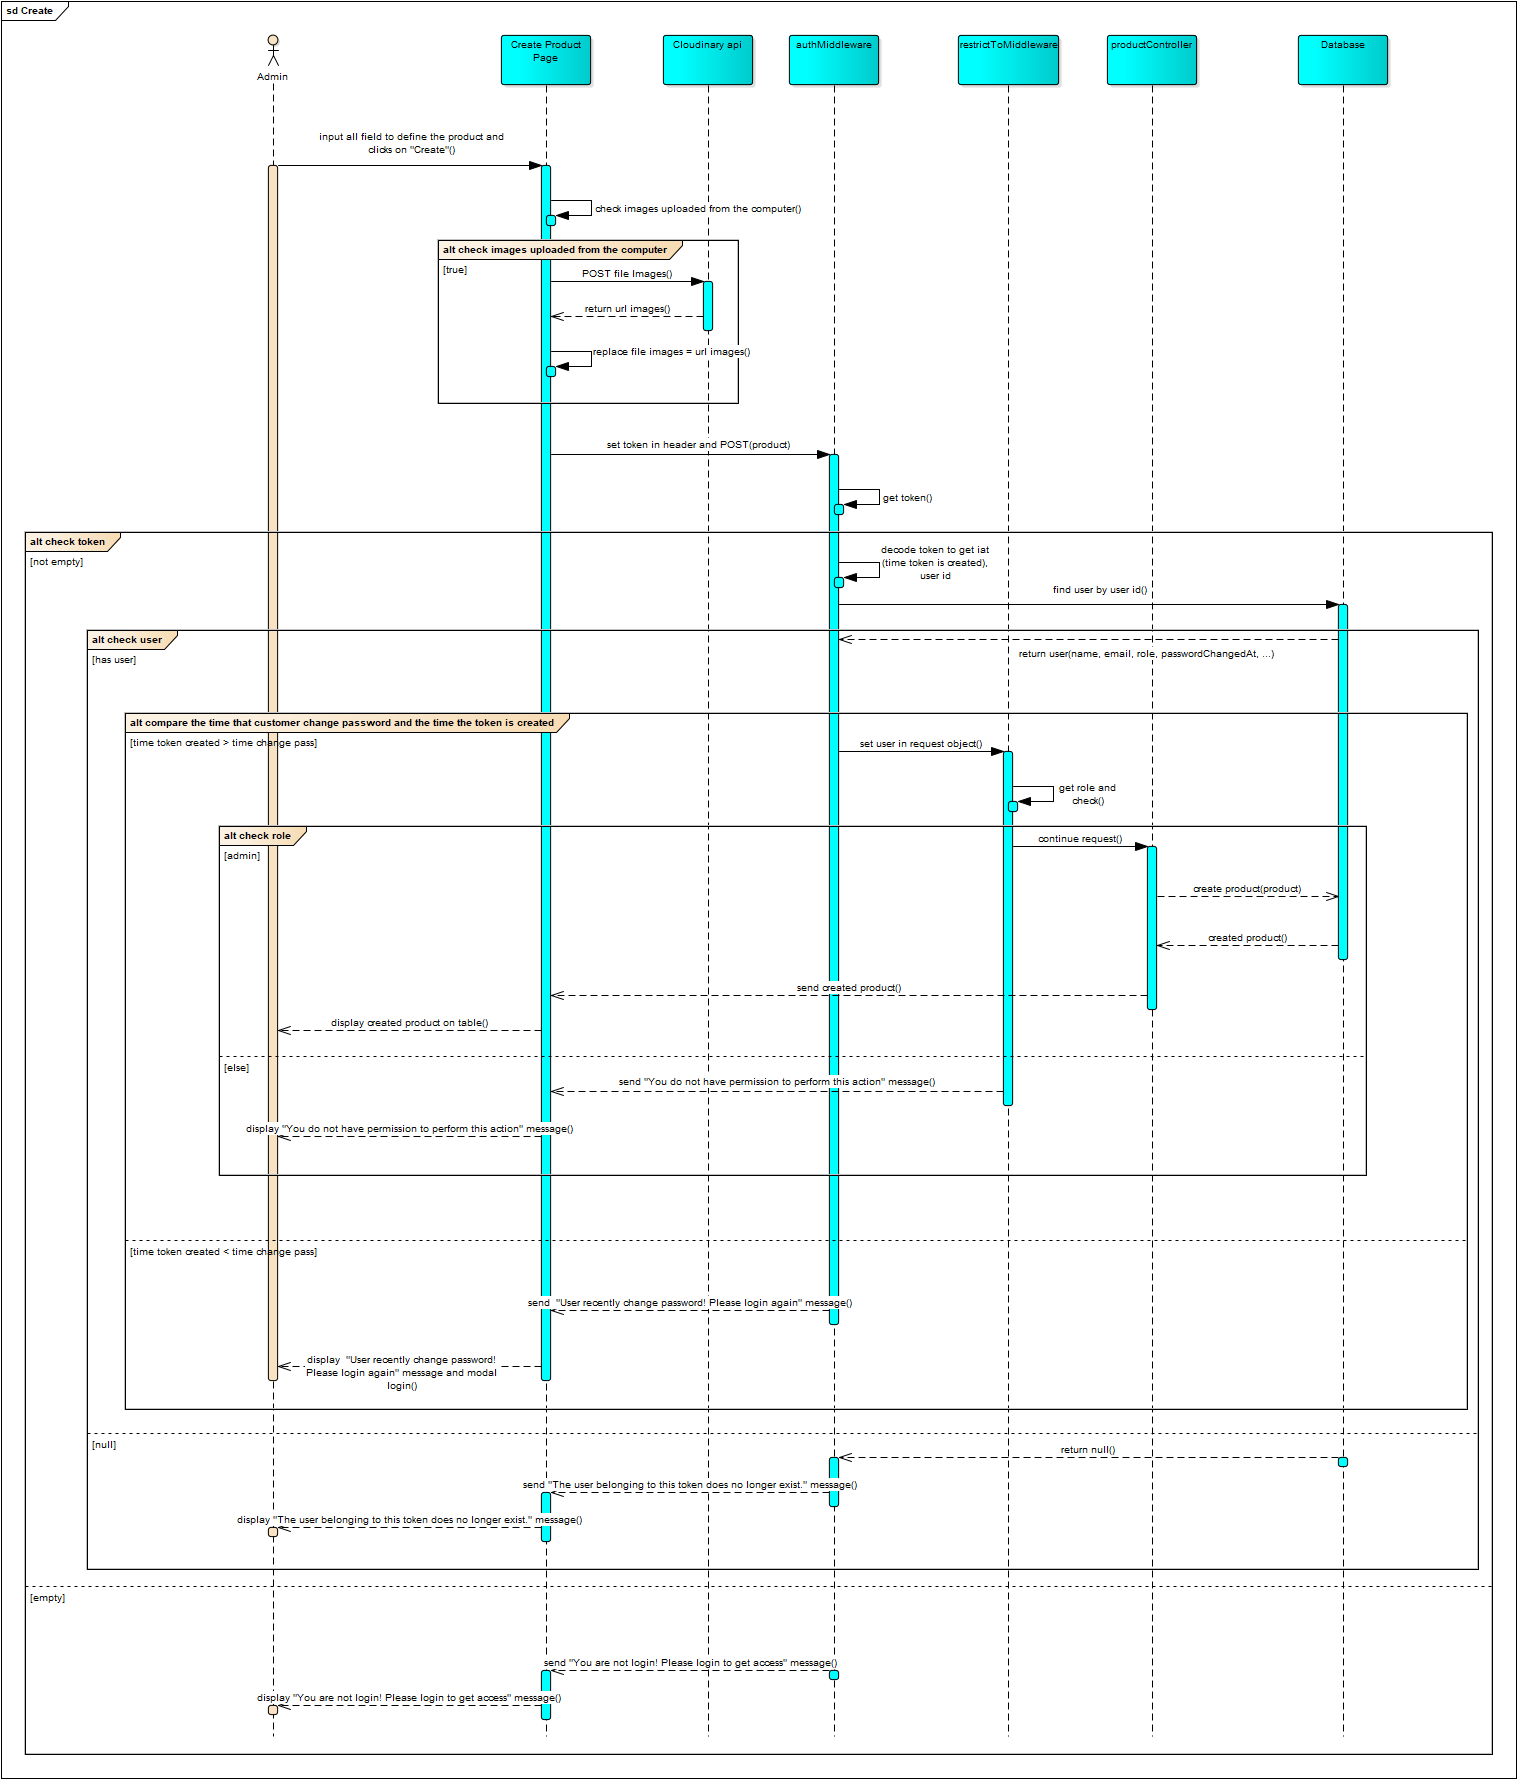 sd Create
Admin
Create Product
Page
Cloudinary api
authMiddleware
restrictToMiddleware
productController
Database
input all field to define the product and
clicks on "Create"()
check images uploaded from the computer()
alt check images uploaded from the computer
[true]
POST file Images()
return url images()
replace file images = url images()
set token in header and POST(product)
get token()
alt check token
[not empty]
decode token to get iat
(time token is created),
user id
find user by user id()
alt check user
[has user]
return user(name, email, role, passwordChangedAt, ...)
alt compare the time that customer change password and the time the token is created
[time token created > time change pass]
set user in request object()
get role and
check()
alt check role
[admin]
continue request()
create product(product)
created product()
send created product()
display created product on table()
[else]
send "You do not have permission to perform this action" message()
display "You do not have permission to perform this action" message()
[time token created < time change pass]
send  "User recently change password! Please login again" message()
display  "User recently change password!
Please login again" message and modal
login()
[null]
return null()
send "The user belonging to this token does no longer exist." message()
display "The user belonging to this token does no longer exist." message()
[empty]
send "You are not login! Please login to get access" message()
display "You are not login! Please login to get access" message()